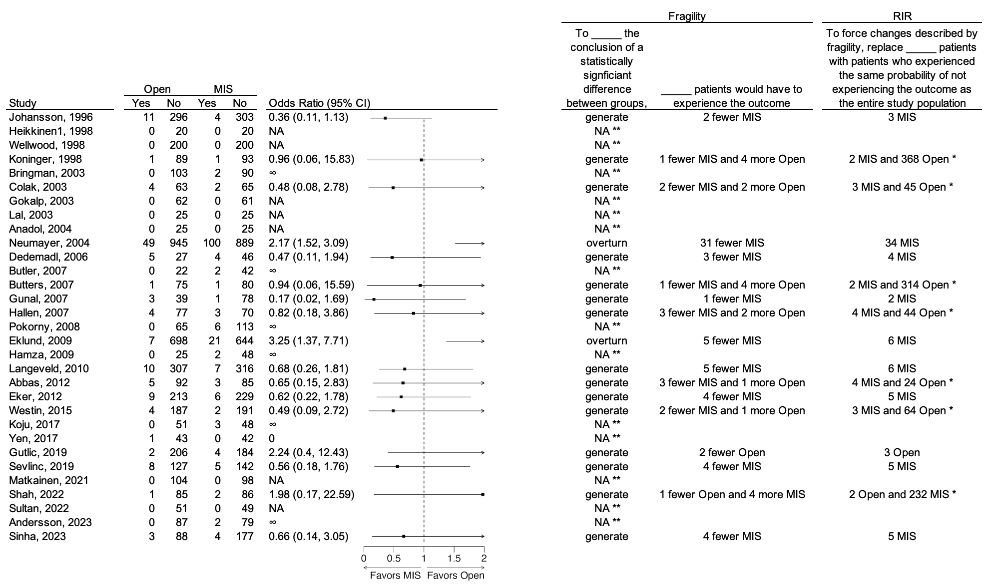 Fragility RIR
To _____ the To force changes described by
conclusion of a fragility, replace _____ patients
statistically with patients who experienced
signficiant the same probability of not
Open MIS difference _____ patients would have to experiencing the outcome as
Study Yes No Yes No Odds Ratio (95% CI) between groups, experience the outcome the entire study population
Johansson, 1996 11 296 4 303 0.36 (0.11, 1.13) generate 2 fewer MIS 3 MIS
Heikkinen1, 1998 0 20 0 20 NA NA **
Wellwood, 1998 0 200 0 200 NA NA **
Koninger, 1998 1 89 1 93 0.96 (0.06, 15.83) generate 1 fewer MIS and 4 more Open 2 MIS and 368 Open *
Bringman, 2003 0 103 2 90 ∞ NA **
Colak, 2003 4 63 2 65 0.48 (0.08, 2.78) generate 2 fewer MIS and 2 more Open 3 MIS and 45 Open *
Gokalp, 2003 0 62 0 61 NA NA **
Lal, 2003 0 25 0 25 NA NA **
Anadol, 2004 0 25 0 25 NA NA **
Neumayer, 2004 49 945 100 889 2.17 (1.52, 3.09) overturn 31 fewer MIS 34 MIS
Dedemadl, 2006 5 27 4 46 0.47 (0.11, 1.94) generate 3 fewer MIS 4 MIS
Butler, 2007 0 22 2 42 ∞ NA **
Butters, 2007 1 75 1 80 0.94 (0.06, 15.59) generate 1 fewer MIS and 4 more Open 2 MIS and 314 Open *
Gunal, 2007 3 39 1 78 0.17 (0.02, 1.69) generate 1 fewer MIS 2 MIS
Hallen, 2007 4 77 3 70 0.82 (0.18, 3.86) generate 3 fewer MIS and 2 more Open 4 MIS and 44 Open *
Pokorny, 2008 0 65 6 113 ∞ NA **
Eklund, 2009 7 698 21 644 3.25 (1.37, 7.71) overturn 5 fewer MIS 6 MIS
Hamza, 2009 0 25 2 48 ∞ NA **
Langeveld, 2010 10 307 7 316 0.68 (0.26, 1.81) generate 5 fewer MIS 6 MIS
Abbas, 2012 5 92 3 85 0.65 (0.15, 2.83) generate 3 fewer MIS and 1 more Open 4 MIS and 24 Open *
Eker, 2012 9 213 6 229 0.62 (0.22, 1.78) generate 4 fewer MIS 5 MIS
Westin, 2015 4 187 2 191 0.49 (0.09, 2.72) generate 2 fewer MIS and 1 more Open 3 MIS and 64 Open *
Koju, 2017 0 51 3 48 ∞ NA **
Yen, 2017 1 43 0 42 0 NA **
Gutlic, 2019 2 206 4 184 2.24 (0.4, 12.43) generate 2 fewer Open 3 Open
Sevlinc, 2019 8 127 5 142 0.56 (0.18, 1.76) generate 4 fewer MIS 5 MIS
Matkainen, 2021 0 104 0 98 NA NA **
Shah, 2022 1 85 2 86 1.98 (0.17, 22.59) generate 1 fewer Open and 4 more MIS 2 Open and 232 MIS *
Sultan, 2022 0 51 0 49 NA NA **
Andersson, 2023 0 87 2 79 ∞ NA **
Sinha, 2023 3 88 4 177 0.66 (0.14, 3.05) generate 4 fewer MIS 5 MIS
0 0.5 1 1.5 2
Favors MIS Favors Open